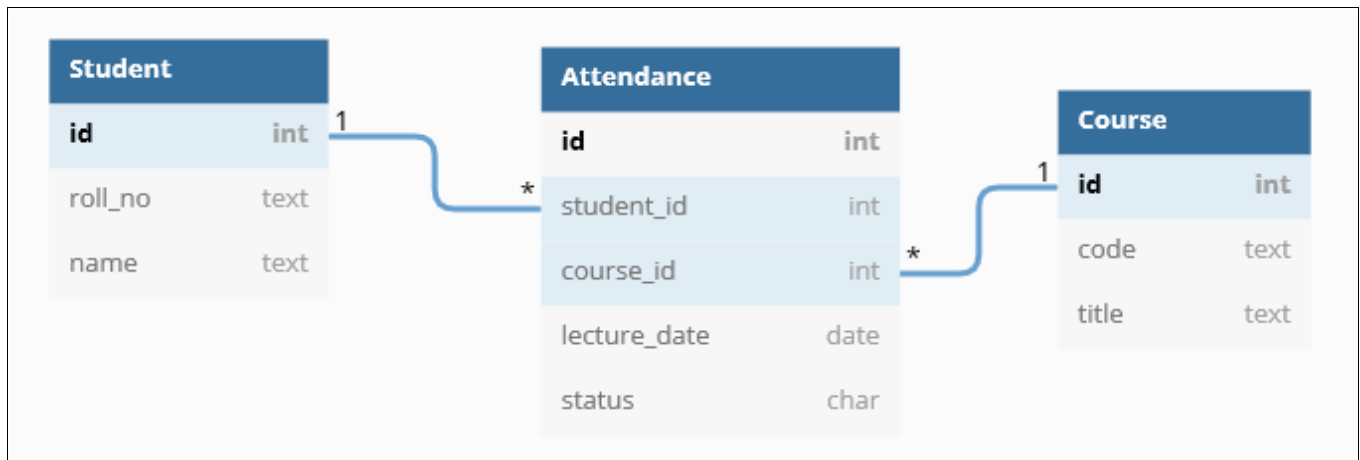 Student
id int
roll_no text
name text
1
*
Attendance
id int
student_id int
course_id int
lecture_date date
status char
*
1
Course
id int
code text
title text